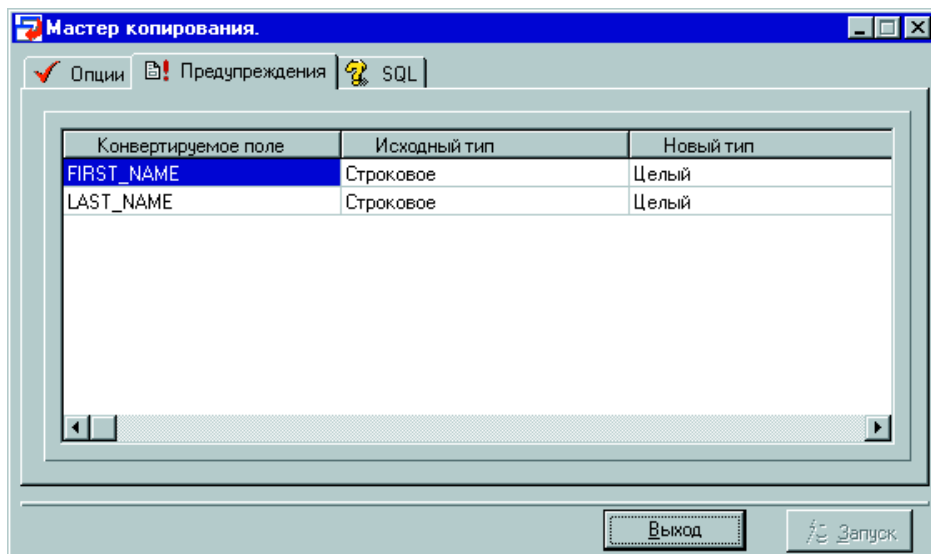 Мастер копирования.
Опции Предупреждения SQL
Конвертируемое поле Исходный тип Новый тип
FIRST_NAME Строковое Целый
LAST_NAME Строковое Целый
Выход Запуск